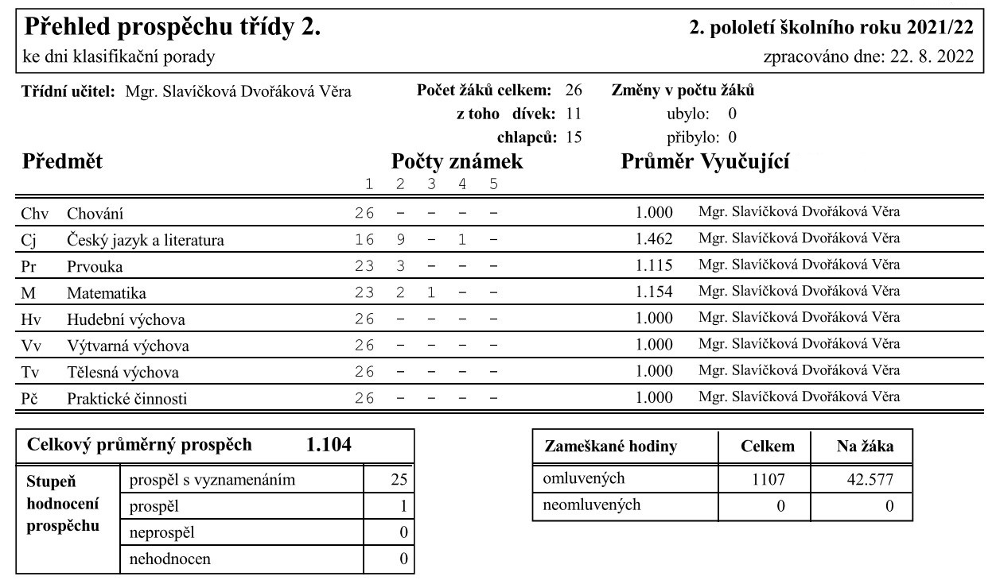 Přehled prospěchu třídy 2. 2. pololetí školního roku 2021/22
ke dni klasifikační porady zpracováno dne: 22. 8. 2022
Třídní učitel: Mgr. Slavíčková Dvořáková Věra Počet žáků celkem: 26 Změny v počtu žáků
z toho dívek: 11 ubylo: 0
chlapců: 15 přibylo: 0
Předmět Počty známek Průměr Vyučující
1 2 3 4 5
Chv Chování 26 - - - - 1.000 Mgr. Slavíčková Dvořáková Věra
Cj Český jazyk a literatura 16 9 - 1 - 1.462 Mgr. Slavíčková Dvořáková Věra
Pr Prvouka 23 3 - - - 1.115 Mgr. Slavíčková Dvořáková Věra
M Matematika 23 2 1 - - 1.154 Mgr. Slavíčková Dvořáková Věra
Hv Hudební výchova 26 - - - - 1.000 Mgr. Slavíčková Dvořáková Věra
Vv Výtvarná výchova 26 - - - - 1.000 Mgr. Slavíčková Dvořáková Věra
Tv Tělesná výchova 26 - - - - 1.000 Mgr. Slavíčková Dvořáková Věra
Pč Praktické činnosti 26 - - - - 1.000 Mgr. Slavíčková Dvořáková Věra
Celkový průměrný prospěch 1.104
Stupeň hodnocení prospěchu
prospěl s vyznamenáním 25
prospěl 1
neprospěl 0
nehodnocen 0
Zameškané hodiny Celkem Na žáka
omluvených 1107 42.577
neomluvených 0 0